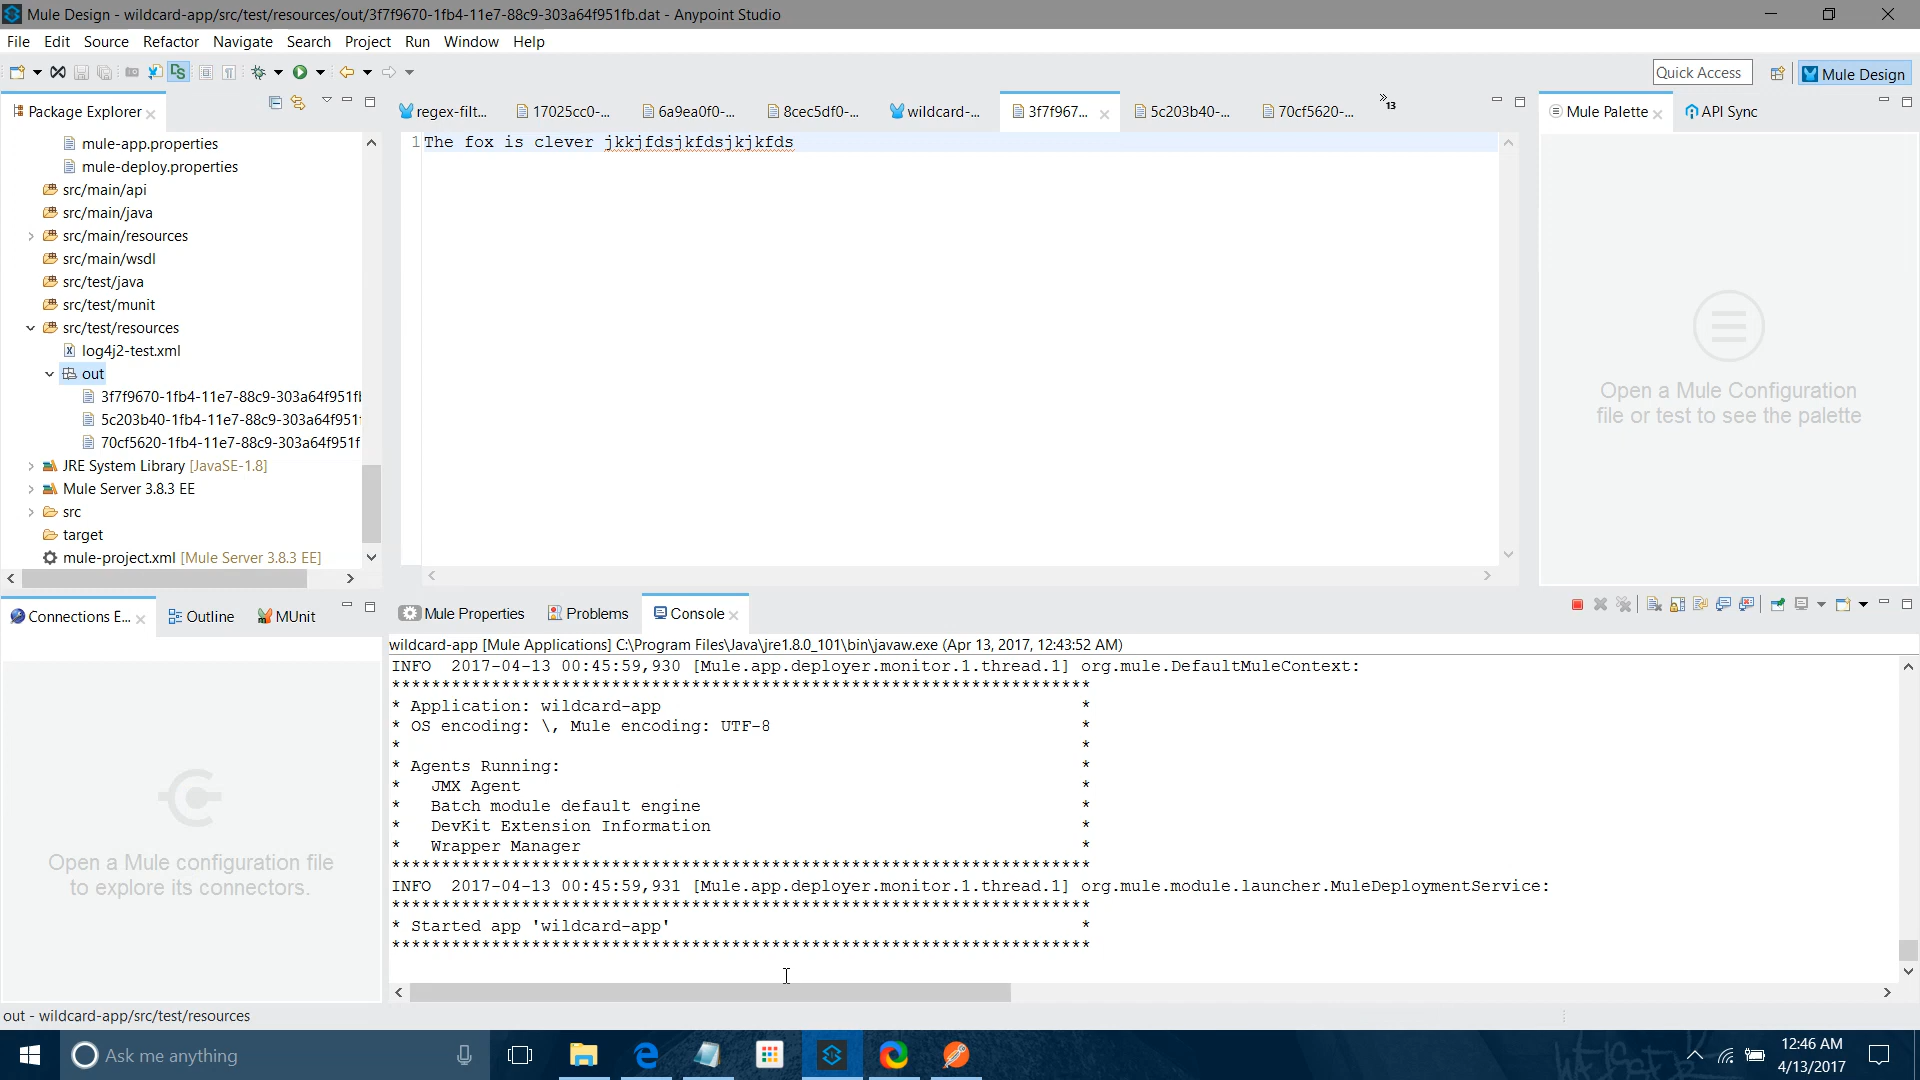 Mule Design - wildcard-app/src/test/resources/out/3f7f9670-1fb4-11e7-88c9-303a64f951fb.dat - Anypoint Studio
File Edit Source Refactor Navigate Search Project Run Window Help
Quick Access
Mule Design
Package Explorer
regex-filt...
17025cc0-...
6a9ea0f0-...
8cec5df0-...
wildcard-...
3f7f967...
5c203b40-...
70cf5620-...
13
Mule Palette
API Sync
mule-app.properties
mule-deploy.properties
src/main/api
src/main/java
src/main/resources
src/main/wsdl
src/test/java
src/test/munit
src/test/resources
log4j2-test.xml
out
3f7f9670-1fb4-11e7-88c9-303a64f951f
5c203b40-1fb4-11e7-88c9-303a64f951
70cf5620-1fb4-11e7-88c9-303a64f951f
JRE System Library [JavaSE-1.8]
Mule Server 3.8.3 EE
src
target
mule-project.xml [Mule Server 3.8.3 EE]
1 The fox is clever jkkjfdsjkfdsjkjkfds
Open a Mule Configuration
file or test to see the palette
Connections E...
Outline
MUnit
Open a Mule configuration file
to explore its connectors.
Mule Properties
Problems
Console
wildcard-app [Mule Applications] C:\Program Files\Java\jre1.8.0_101\bin\javaw.exe (Apr 13, 2017, 12:43:52 AM)
INFO 2017-04-13 00:45:59,930 [Mule.app.deployer.monitor.1.thread.1] org.mule.DefaultMuleContext:
**********************************************************************
* Application: wildcard-app *
* OS encoding: \, Mule encoding: UTF-8 *
* *
* Agents Running: *
* JMX Agent *
* Batch module default engine *
* DevKit Extension Information *
* Wrapper Manager *
**********************************************************************
INFO 2017-04-13 00:45:59,931 [Mule.app.deployer.monitor.1.thread.1] org.mule.module.launcher.MuleDeploymentService:
**********************************************************************
* Started app 'wildcard-app' *
**********************************************************************
out - wildcard-app/src/test/resources
Ask me anything
12:46 AM
4/13/2017